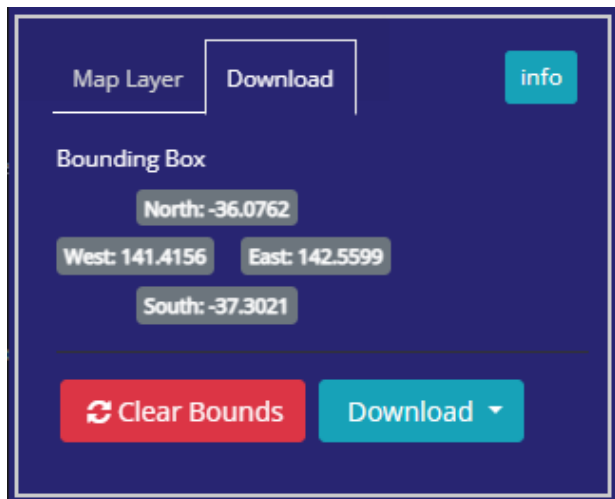 Map Layer Download info
Bounding Box
North: -36.0762
West: 141.4156 East: 142.5599
South: -37.3021
Clear Bounds Download